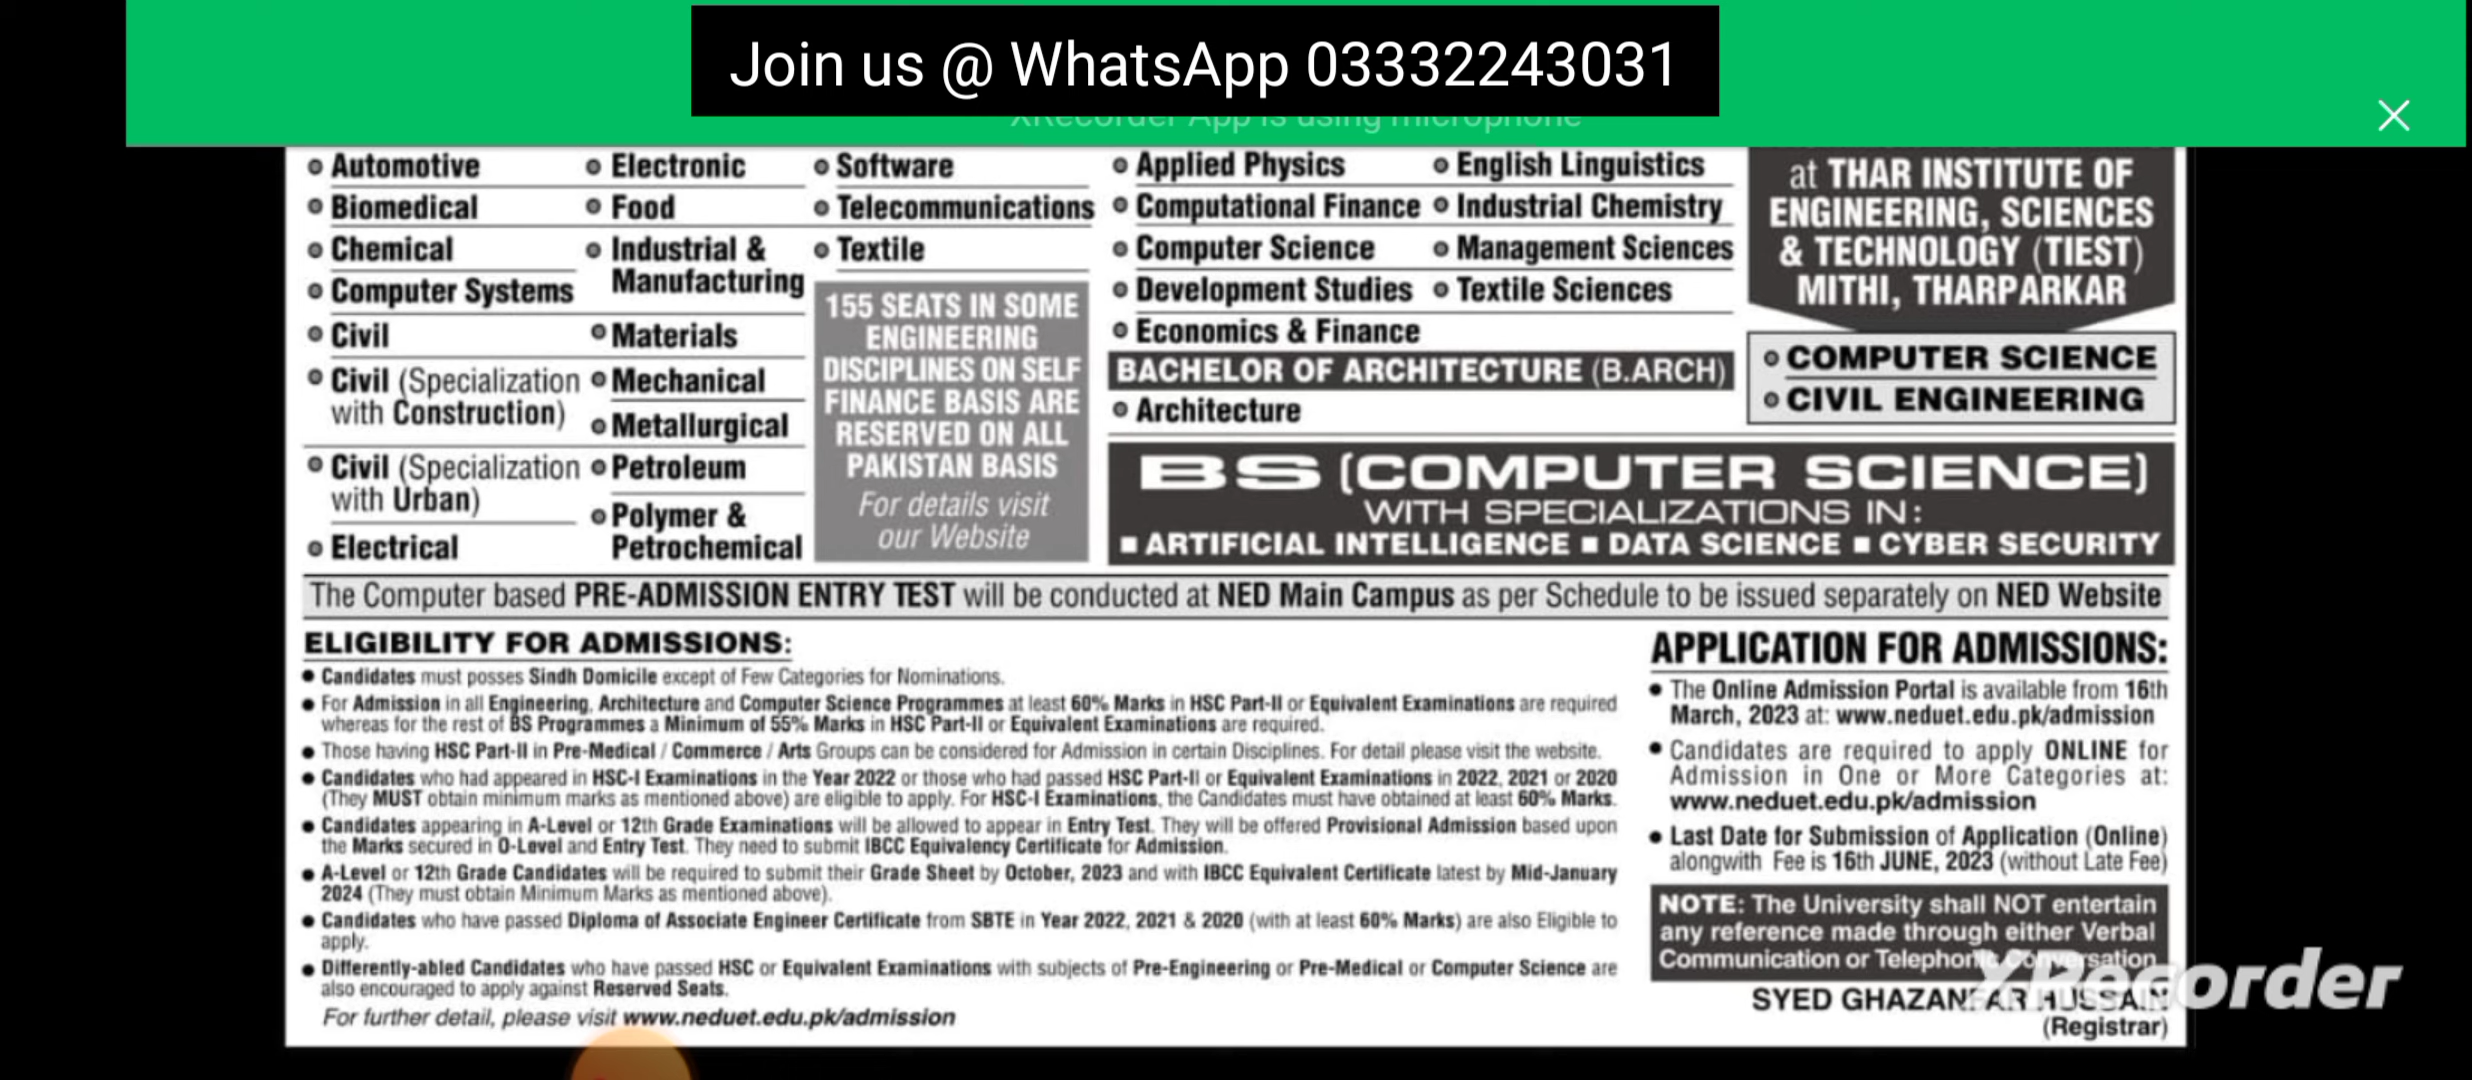 Join us @ WhatsApp 03332243031
XRecorder App is using microphone
Automotive
Biomedical
Chemical
Computer Systems
Civil
Civil (Specialization
with Construction)
Civil (Specialization
with Urban)
Electrical
Electronic
Food
Industrial &
Manufacturing
Materials
Mechanical
Metallurgical
Petroleum
Polymer &
Petrochemical
Software
Telecommunications
Textile
155 SEATS IN SOME
ENGINEERING
DISCIPLINES ON SELF
FINANCE BASIS ARE
RESERVED ON ALL
PAKISTAN BASIS
For details visit
our Website
Applied Physics
Computational Finance
Computer Science
Development Studies
Economics & Finance
English Linguistics
Industrial Chemistry
Management Sciences
Textile Sciences
BACHELOR OF ARCHITECTURE (B.ARCH)
Architecture
at THAR INSTITUTE OF
ENGINEERING, SCIENCES
& TECHNOLOGY (TIEST)
MITHI, THARPARKAR
COMPUTER SCIENCE
CIVIL ENGINEERING
BS (COMPUTER SCIENCE)
WITH SPECIALIZATIONS IN:
ARTIFICIAL INTELLIGENCE DATA SCIENCE CYBER SECURITY
The Computer based PRE-ADMISSION ENTRY TEST will be conducted at NED Main Campus as per Schedule to be issued separately on NED Website
ELIGIBILITY FOR ADMISSIONS:
Candidates must posses Sindh Domicile except of Few Categories for Nominations.
For Admission in all Engineering, Architecture and Computer Science Programmes at least 60% Marks in HSC Part-II or Equivalent Examinations are required
whereas for the rest of BS Programmes a Minimum of 55% Marks in HSC Part-II or Equivalent Examinations are required.
Those having HSC Part-II in Pre-Medical / Commerce / Arts Groups can be considered for Admission in certain Disciplines. For detail please visit the website.
Candidates who had appeared in HSC-I Examinations in the Year 2022 or those who had passed HSC Part-II or Equivalent Examinations in 2022, 2021 or 2020
(They MUST obtain minimum marks as mentioned above) are eligible to apply. For HSC-I Examinations, the Candidates must have obtained at least 60% Marks.
Candidates appearing in A-Level or 12th Grade Examinations will be allowed to appear in Entry Test. They will be offered Provisional Admission based upon
the Marks secured in O-Level and Entry Test. They need to submit IBCC Equivalency Certificate for Admission.
A-Level or 12th Grade Candidates will be required to submit their Grade Sheet by October, 2023 and with IBCC Equivalent Certificate latest by Mid-January
2024 (They must obtain Minimum Marks as mentioned above).
Candidates who have passed Diploma of Associate Engineer Certificate from SBTE in Year 2022, 2021 & 2020 (with at least 60% Marks) are also Eligible to
apply.
Differently-abled Candidates who have passed HSC or Equivalent Examinations with subjects of Pre-Engineering or Pre-Medical or Computer Science are
also encouraged to apply against Reserved Seats.
For further detail, please visit www.neduet.edu.pk/admission
APPLICATION FOR ADMISSIONS:
The Online Admission Portal is available from 16th
March, 2023 at: www.neduet.edu.pk/admission
Candidates are required to apply ONLINE for
Admission in One or More Categories at:
www.neduet.edu.pk/admission
Last Date for Submission of Application (Online)
alongwith Fee is 16th JUNE, 2023 (without Late Fee)
NOTE: The University shall NOT entertain
any reference made through either Verbal
Communication or Telephonic Conversation
SYED GHAZANFAR HUSSAIN
(Registrar)
XRecorder